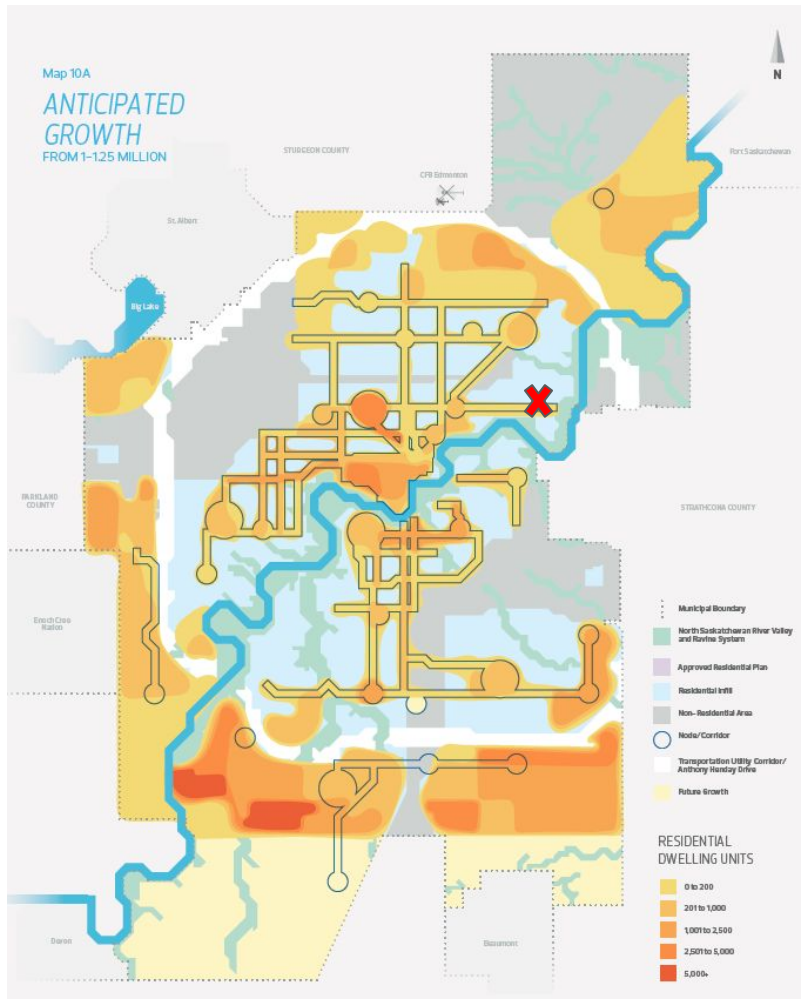 Map 10A
ANTICIPATED
GROWTH
FROM 1-1.25 MILLION
N
STURGEON COUNTY
Fort Saskatchewan
CFB Edmonton
St. Albert
Big Lake
PARKLAND
COUNTY
STRATHCONA COUNTY
Enoch Cree
Nation
Devon
Beaumont
Municipal Boundary
North Saskatchewan River Valley
and Ravine System
Approved Residential Plan
Residential Infill
Non-Residential Area
Node/Corridor
Transportation Utility Corridor/
Anthony Henday Drive
Future Growth
RESIDENTIAL
DWELLING UNITS
0 to 200
201 to 1,000
1,001 to 2,500
2,501 to 5,000
5,000+